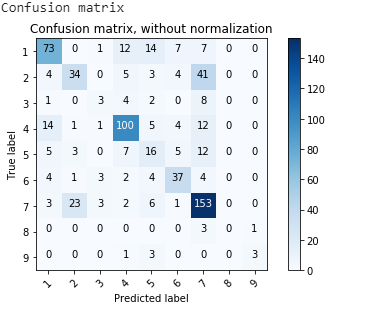 Confusion matrix
Confusion matrix, without normalization
1 73 0 1 12 14 7 7 0 0
2 4 34 0 5 3 4 41 0 0
3 1 0 3 4 2 0 8 0 0
4 14 1 1 100 5 4 12 0 0
5 5 3 0 7 16 5 12 0 0
6 4 1 3 2 4 37 4 0 0
7 3 23 3 2 6 1 153 0 0
8 0 0 0 0 0 0 3 0 1
9 0 0 0 1 3 0 0 0 3
1 2 3 4 5 6 7 8 9
True label
Predicted label
140
120
100
80
60
40
20
0